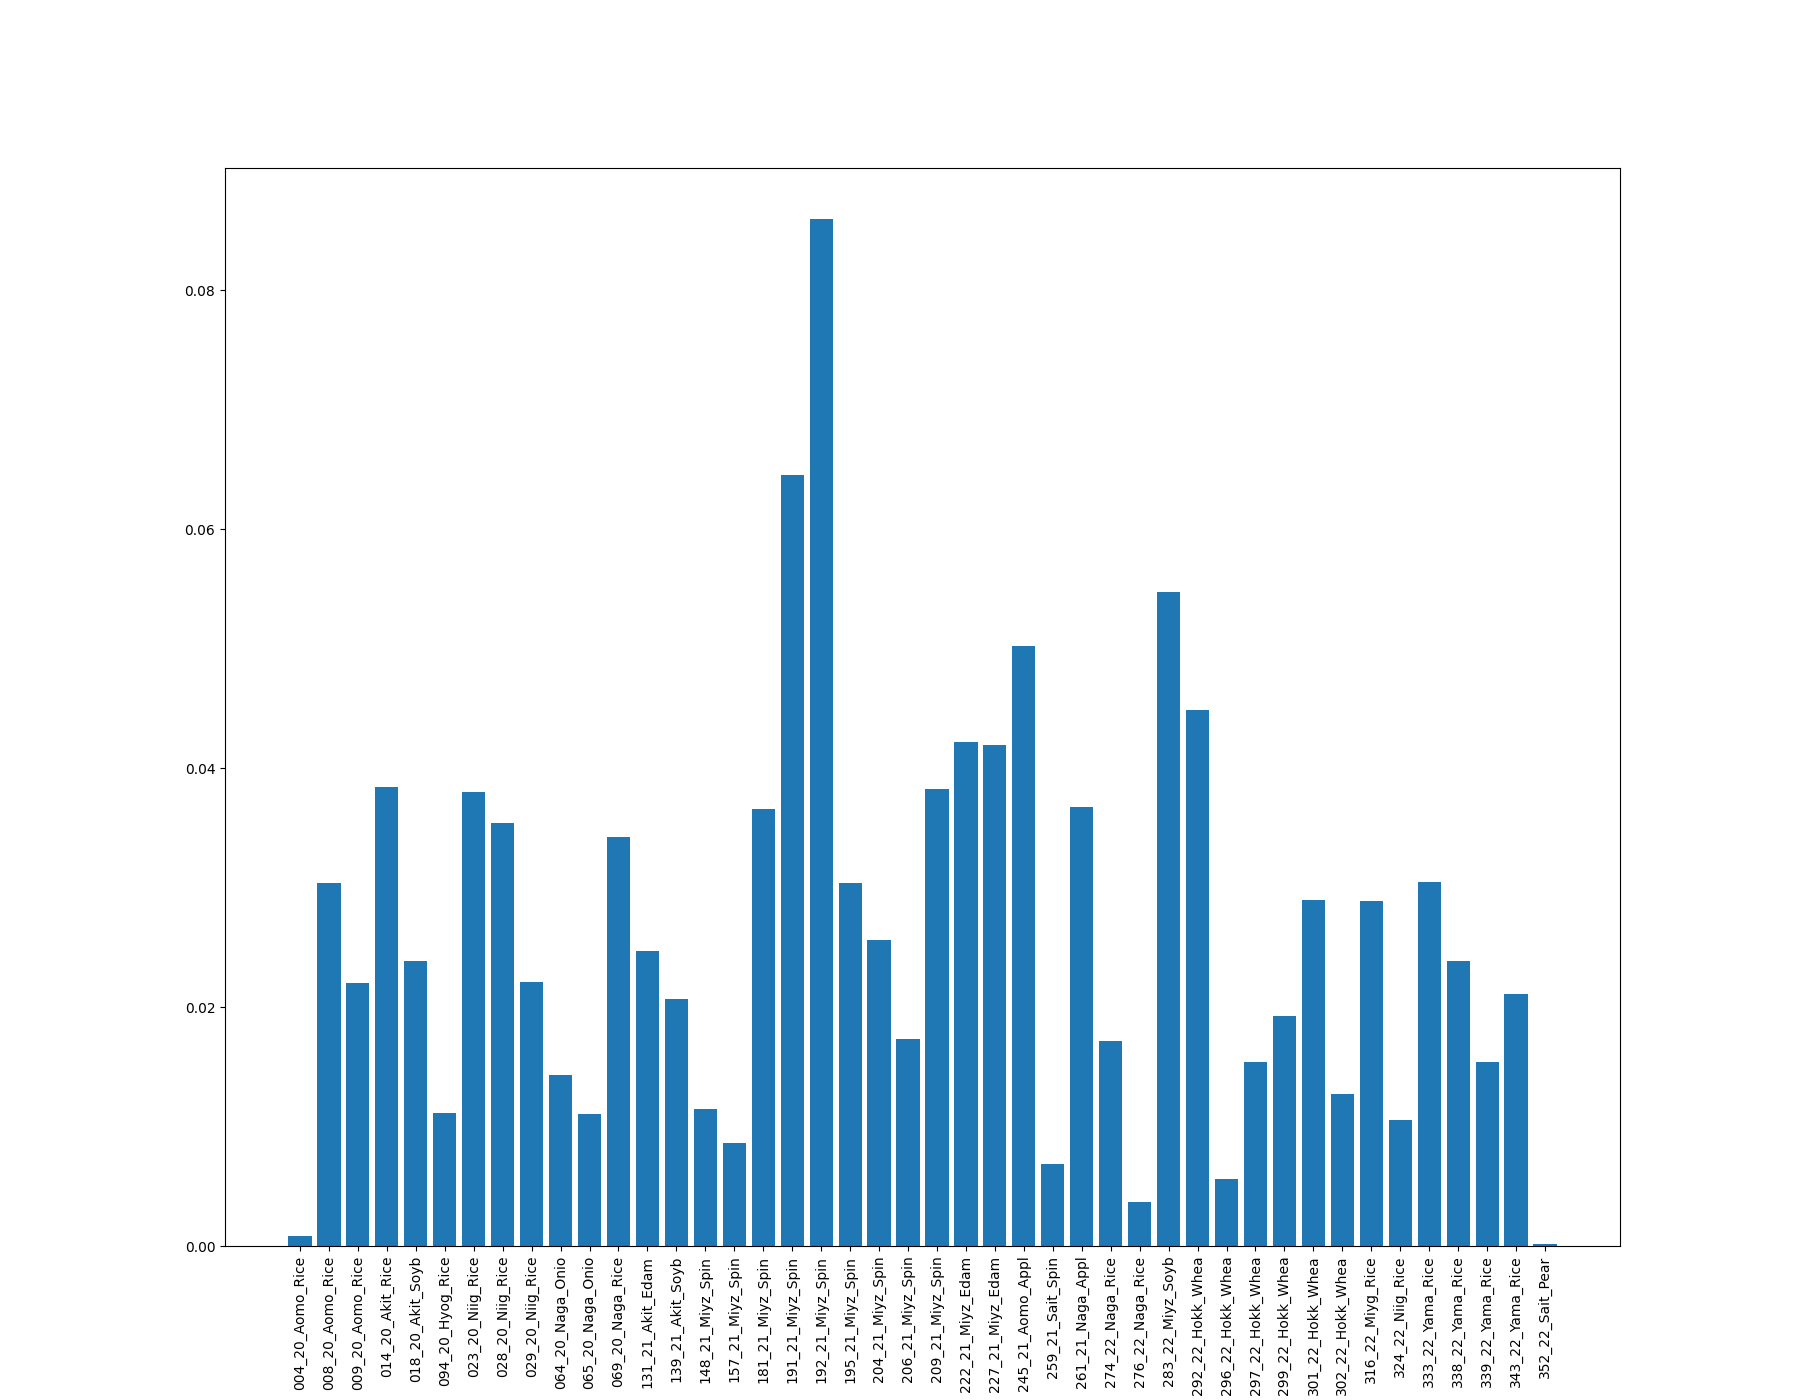 0.08
0.06
0.04
0.02
0.00
004_20_Aomo_Rice
008_20_Aomo_Rice
009_20_Aomo_Rice
014_20_Akit_Rice
018_20_Akit_Soyb
094_20_Hyog_Rice
023_20_Niig_Rice
028_20_Niig_Rice
029_20_Niig_Rice
064_20_Naga_Onio
065_20_Naga_Onio
069_20_Naga_Rice
131_21_Akit_Edam
139_21_Akit_Soyb
148_21_Miyz_Spin
157_21_Miyz_Spin
181_21_Miyz_Spin
191_21_Miyz_Spin
192_21_Miyz_Spin
195_21_Miyz_Spin
204_21_Miyz_Spin
206_21_Miyz_Spin
209_21_Miyz_Spin
222_21_Miyz_Edam
227_21_Miyz_Edam
245_21_Aomo_Appl
259_21_Sait_Spin
261_21_Naga_Appl
274_22_Naga_Rice
276_22_Naga_Rice
283_22_Miyz_Soyb
292_22_Hokk_Whea
296_22_Hokk_Whea
297_22_Hokk_Whea
299_22_Hokk_Whea
301_22_Hokk_Whea
302_22_Hokk_Whea
316_22_Miyg_Rice
324_22_Niig_Rice
333_22_Yama_Rice
338_22_Yama_Rice
339_22_Yama_Rice
343_22_Yama_Rice
352_22_Sait_Pear